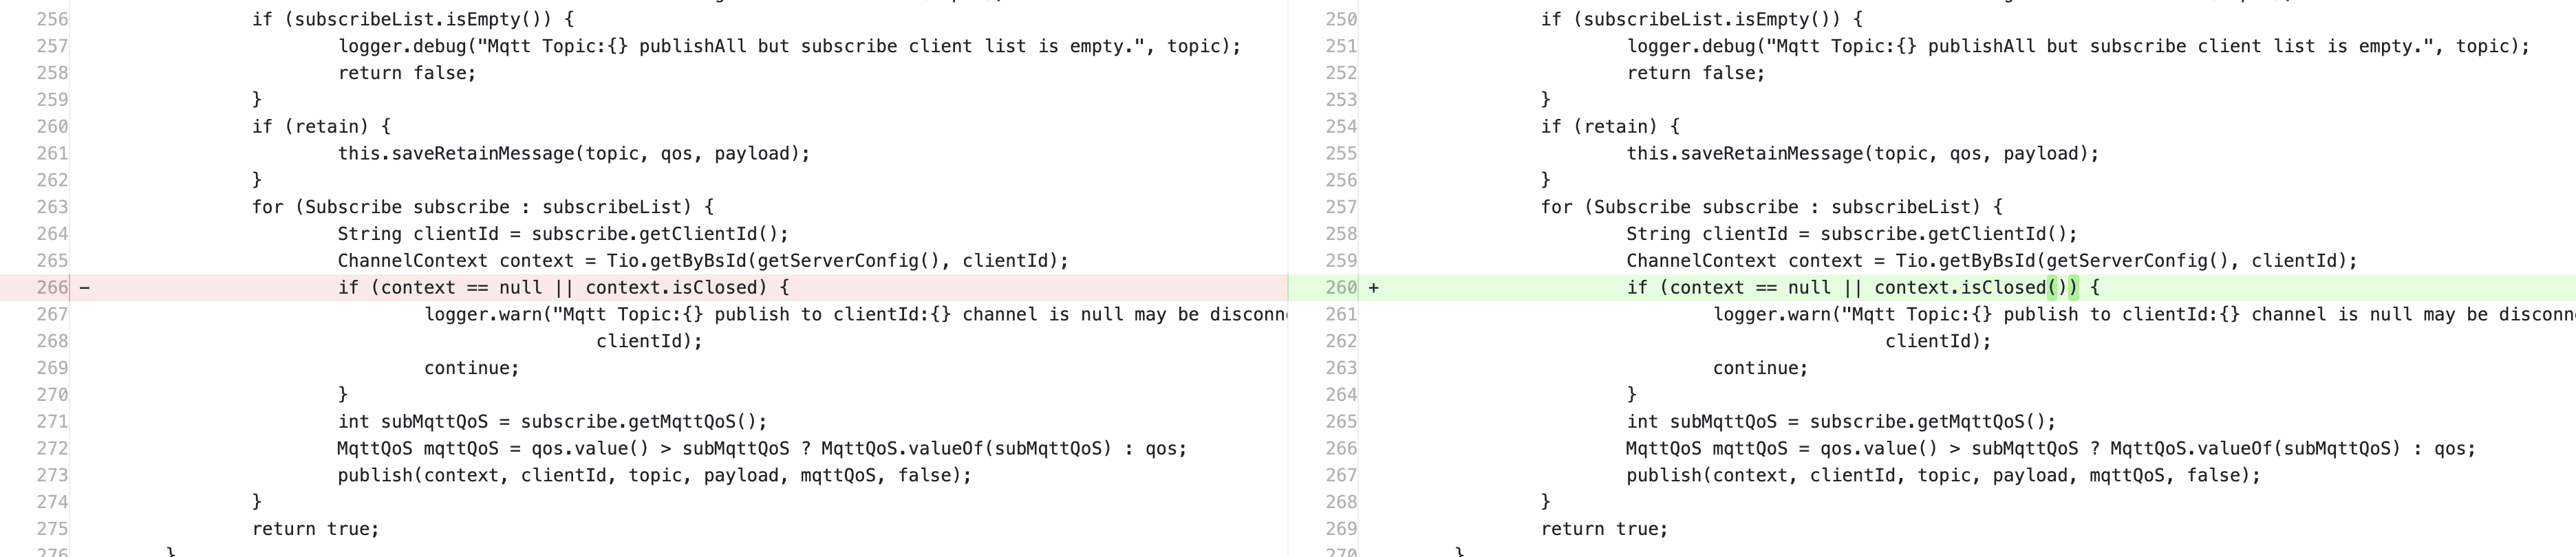 256 if (subscribeList.isEmpty()) {
257 logger.debug("Mqtt Topic:{} publishAll but subscribe client list is empty.", topic);
258 return false;
259 }
260 if (retain) {
261 this.saveRetainMessage(topic, qos, payload);
262 }
263 for (Subscribe subscribe : subscribeList) {
264 String clientId = subscribe.getClientId();
265 ChannelContext context = Tio.getByBsId(getServerConfig(), clientId);
266 - if (context == null || context.isClosed) {
267 logger.warn("Mqtt Topic:{} publish to clientId:{} channel is null may be disconn
268 clientId);
269 continue;
270 }
271 int subMqttQoS = subscribe.getMqttQoS();
272 MqttQoS mqttQoS = qos.value() > subMqttQoS ? MqttQoS.valueOf(subMqttQoS) : qos;
273 publish(context, clientId, topic, payload, mqttQoS, false);
274 }
275 return true;
276 }
250 if (subscribeList.isEmpty()) {
251 logger.debug("Mqtt Topic:{} publishAll but subscribe client list is empty.", topic);
252 return false;
253 }
254 if (retain) {
255 this.saveRetainMessage(topic, qos, payload);
256 }
257 for (Subscribe subscribe : subscribeList) {
258 String clientId = subscribe.getClientId();
259 ChannelContext context = Tio.getByBsId(getServerConfig(), clientId);
260 + if (context == null || context.isClosed()) {
261 logger.warn("Mqtt Topic:{} publish to clientId:{} channel is null may be disconn
262 clientId);
263 continue;
264 }
265 int subMqttQoS = subscribe.getMqttQoS();
266 MqttQoS mqttQoS = qos.value() > subMqttQoS ? MqttQoS.valueOf(subMqttQoS) : qos;
267 publish(context, clientId, topic, payload, mqttQoS, false);
268 }
269 return true;
270 }